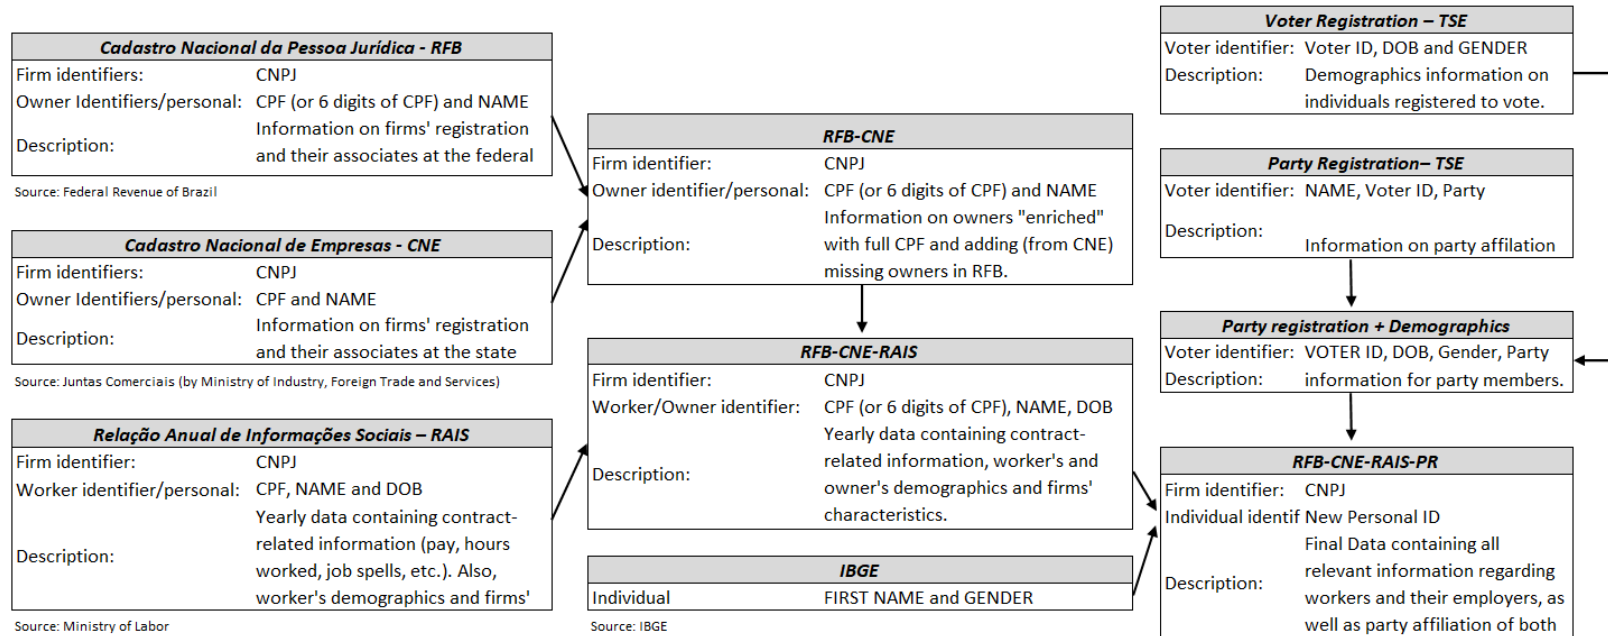 Cadastro Nacional da Pessoa Jurídica - RFB
Firm identifiers: CNPJ
Owner Identifiers/personal: CPF (or 6 digits of CPF) and NAME
Description: Information on firms' registration
and their associates at the federal
Source: Federal Revenue of Brazil
Cadastro Nacional de Empresas - CNE
Firm identifiers: CNPJ
Owner Identifiers/personal: CPF and NAME
Description: Information on firms' registration
and their associates at the state
Source: Juntas Comerciais (by Ministry of Industry, Foreign Trade and Services)
Relação Anual de Informações Sociais – RAIS
Firm identifier: CNPJ
Worker identifier/personal: CPF, NAME and DOB
Description: Yearly data containing contract-
related information (pay, hours
worked, job spells, etc.). Also,
worker's demographics and firms'
Source: Ministry of Labor
RFB-CNE
Firm identifier: CNPJ
Owner identifier/personal: CPF (or 6 digits of CPF) and NAME
Description: Information on owners "enriched"
with full CPF and adding (from CNE)
missing owners in RFB.
RFB-CNE-RAIS
Firm identifier: CNPJ
Worker/Owner identifier: CPF (or 6 digits of CPF), NAME, DOB
Description: Yearly data containing contract-
related information, worker's and
owner's demographics and firms'
characteristics.
IBGE
Individual FIRST NAME and GENDER
Source: IBGE
Voter Registration – TSE
Voter identifier: Voter ID, DOB and GENDER
Description: Demographics information on
individuals registered to vote.
Party Registration– TSE
Voter identifier: NAME, Voter ID, Party
Description: Information on party affilation
Party registration + Demographics
Voter identifier: VOTER ID, DOB, Gender, Party
Description: information for party members.
RFB-CNE-RAIS-PR
Firm identifier: CNPJ
Individual identif New Personal ID
Description: Final Data containing all
relevant information regarding
workers and their employers, as
well as party affiliation of both